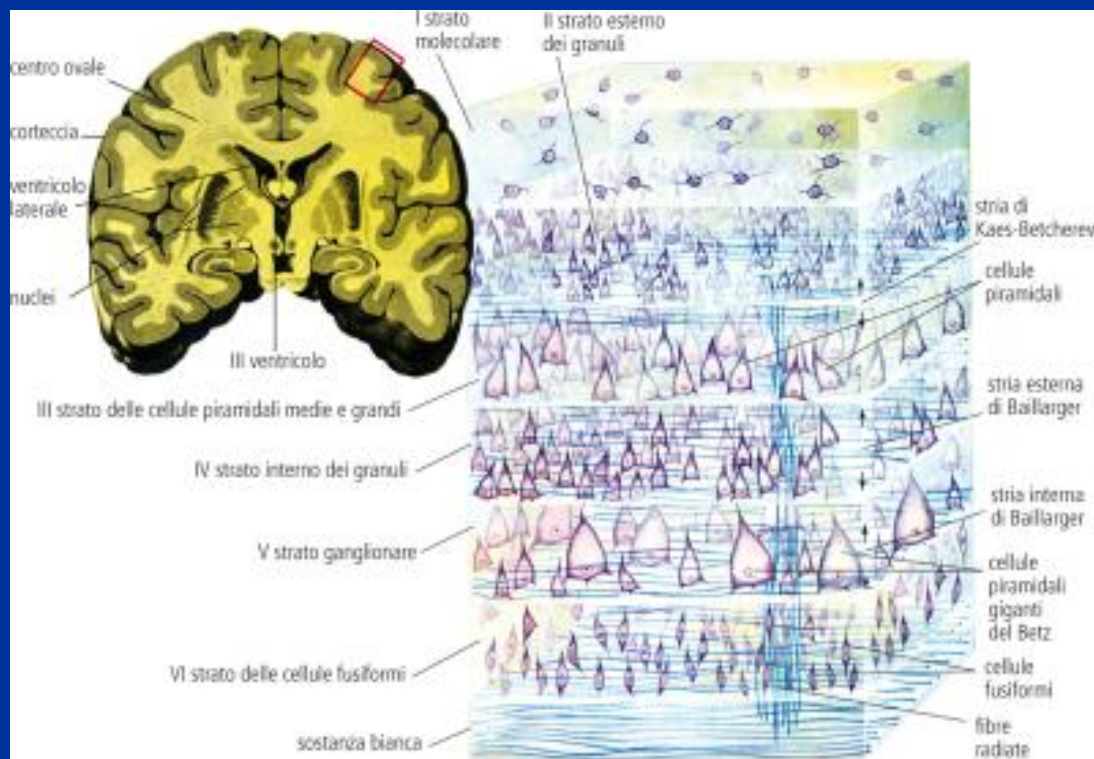 I strato
molecolare
II strato esterno
dei granuli
centro ovale
corteccia
ventricolo
laterale
nuclei
III ventricolo
III strato delle cellule piramidali medie e grandi
IV strato interno dei granuli
V strato ganglionare
VI strato delle cellule fusiformi
sostanza bianca
stria di
Kaes-Betcherev
cellule
piramidali
stria esterna
di Baillarger
stria interna
di Baillarger
cellule
piramidali
giganti
del Betz
cellule
fusiformi
fibre
radiate